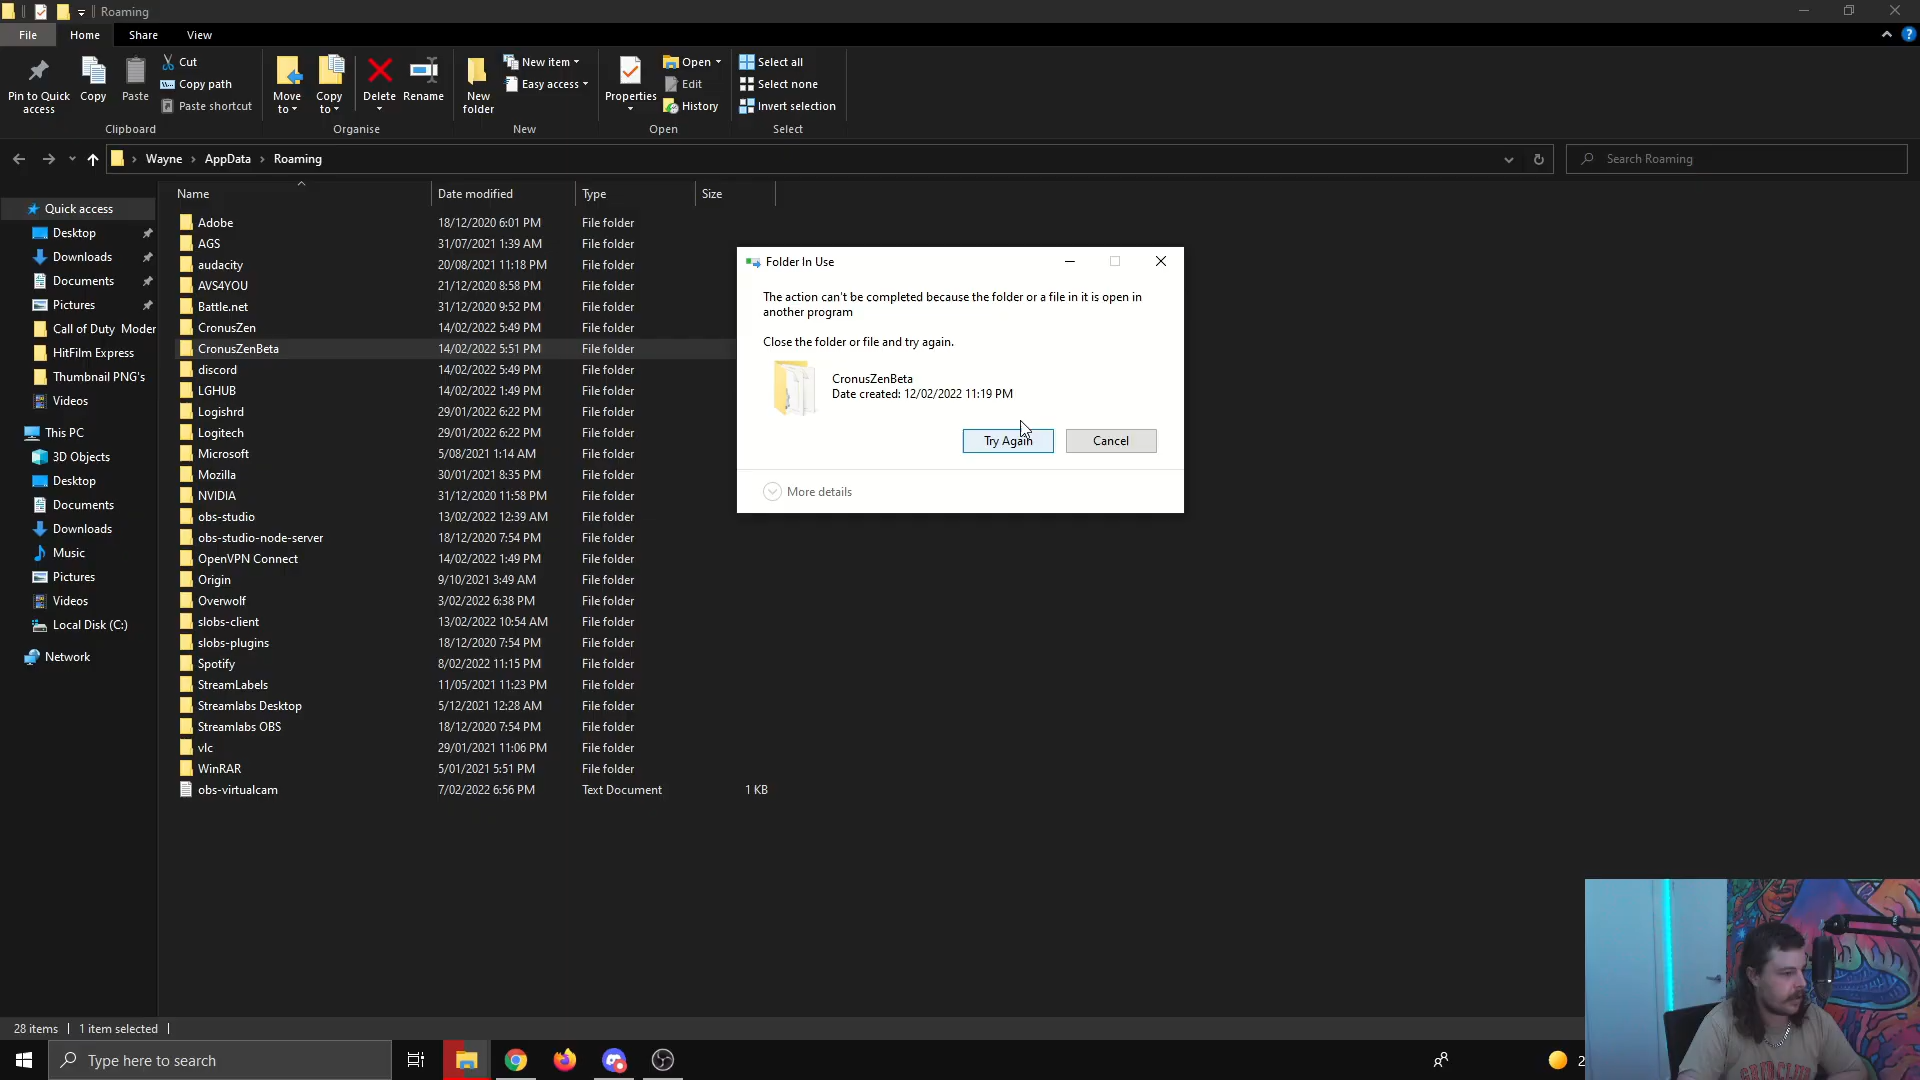 Roaming
File
Home
Share
View
Pin to Quick access
Copy
Paste
Cut
Copy path
Paste shortcut
Clipboard
Move to
Copy to
Delete
Rename
Organise
New folder
New item
Easy access
New
Properties
Open
Edit
History
Open
Select all
Select none
Invert selection
Select
Wayne > AppData > Roaming
Search Roaming
Name Date modified Type Size
Quick access
Desktop
Downloads
Documents
Pictures
Call of Duty Moder
HitFilm Express
Thumbnail PNG's
Videos
This PC
3D Objects
Desktop
Documents
Downloads
Music
Pictures
Videos
Local Disk (C:)
Network
Adobe 18/12/2020 6:01 PM File folder
AGS 31/07/2021 1:39 AM File folder
audacity 20/08/2021 11:18 PM File folder
AVS4YOU 21/12/2020 8:58 PM File folder
Battle.net 31/12/2020 9:52 PM File folder
CronusZen 14/02/2022 5:49 PM File folder
CronusZenBeta 14/02/2022 5:51 PM File folder
discord 14/02/2022 5:49 PM File folder
LGHUB 14/02/2022 1:49 PM File folder
Logishrd 29/01/2022 6:22 PM File folder
Logitech 29/01/2022 6:22 PM File folder
Microsoft 5/08/2021 1:14 AM File folder
Mozilla 30/01/2021 8:35 PM File folder
NVIDIA 31/12/2020 11:58 PM File folder
obs-studio 13/02/2022 12:39 AM File folder
obs-studio-node-server 18/12/2020 7:54 PM File folder
OpenVPN Connect 14/02/2022 1:49 PM File folder
Origin 9/10/2021 3:49 AM File folder
Overwolf 3/02/2022 6:38 PM File folder
slobs-client 13/02/2022 10:54 AM File folder
slobs-plugins 18/12/2020 7:54 PM File folder
Spotify 8/02/2022 11:15 PM File folder
StreamLabels 11/05/2021 11:23 PM File folder
Streamlabs Desktop 5/12/2021 12:28 AM File folder
Streamlabs OBS 18/12/2020 7:54 PM File folder
vlc 29/01/2021 11:06 PM File folder
WinRAR 5/01/2021 5:51 PM File folder
obs-virtualcam 7/02/2022 6:56 PM Text Document 1 KB
Folder In Use
The action can't be completed because the folder or a file in it is open in
another program
Close the folder or file and try again.
CronusZenBeta
Date created: 12/02/2022 11:19 PM
Try Again
Cancel
More details
28 items
1 item selected
Type here to search
2